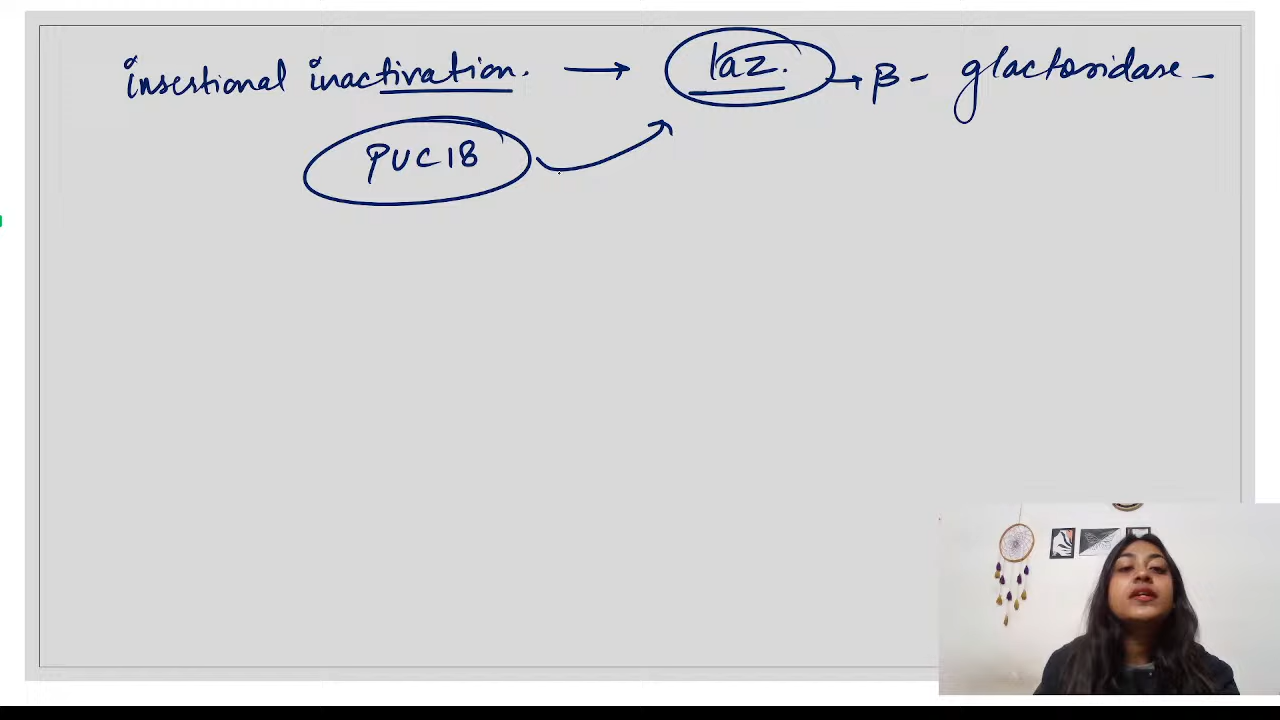 insertional inactivation. → laz. → β - glactosidase -
PUC18